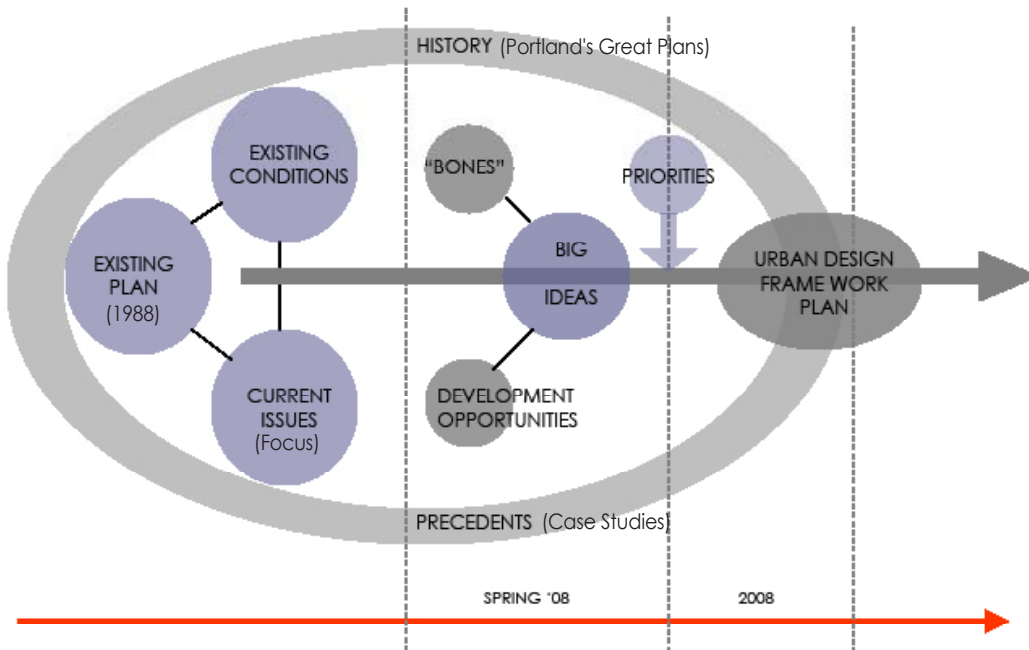 HISTORY (Portland's Great Plans)
EXISTING
CONDITIONS
EXISTING
PLAN
(1988)
CURRENT
ISSUES
(Focus)
“BONES”
BIG
IDEAS
DEVELOPMENT
OPPORTUNITIES
PRIORITIES
URBAN DESIGN
FRAME WORK
PLAN
PRECEDENTS (Case Studies)
SPRING ‘08
2008